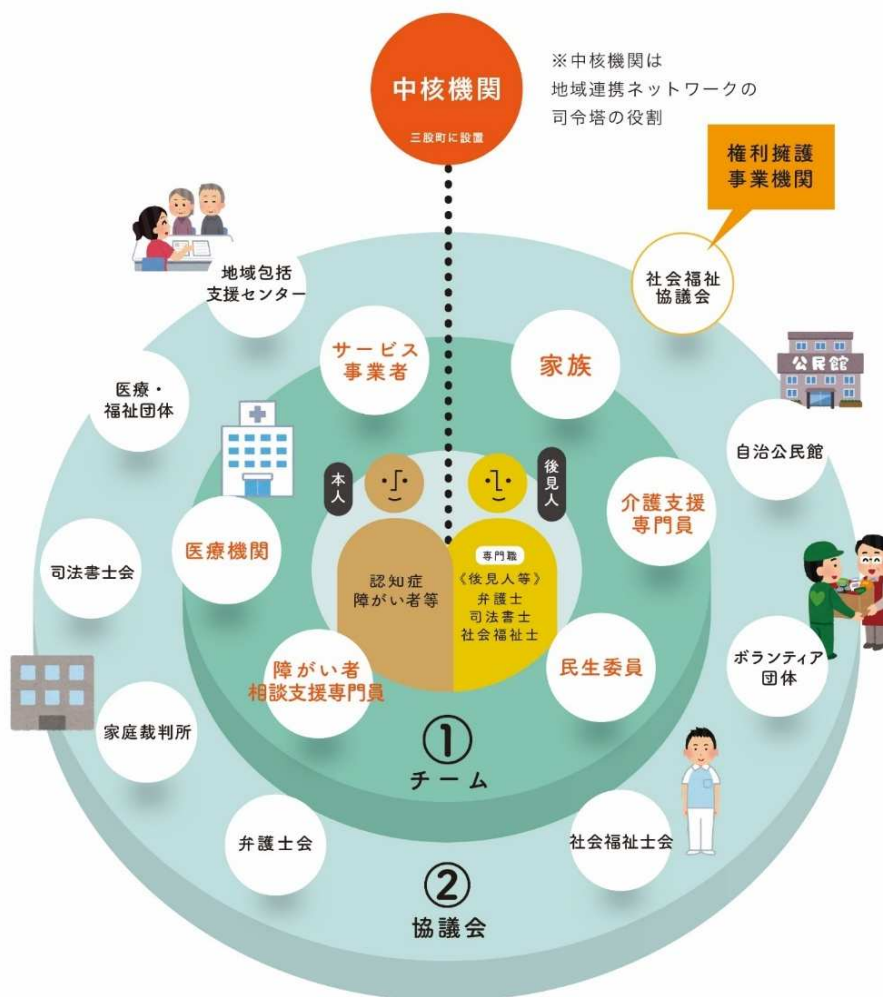 中核機関
三股町に設置
※中核機関は
地域連携ネットワークの
司令塔の役割
権利擁護
事業機関
地域包括
支援センター
社会福祉
協議会
サービス
事業者
家族
医療・
福祉団体
公民館
自治公民館
本人
後見人
介護支援
専門員
医療機関
司法書士会
認知症
障がい者等
専門職
《後見人等》
弁護士
司法書士
社会福祉士
障がい者
相談支援専門員
民生委員
ボランティア
団体
家庭裁判所
①
チーム
弁護士会
社会福祉士会
②
協議会